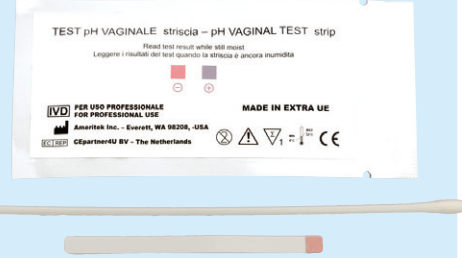 TEST pH VAGINALE striscia – pH VAGINAL TEST strip
Read test result while still moist
Leggere i risultati del test quando la striscia è ancora inumidita
IVD PER USO PROFESSIONALE
FOR PROFESSIONAL USE
MADE IN EXTRA UE
Ameritek Inc. – Everett, WA 98208, -USA
EC REP CEpartner4U BV – The Netherlands
1
CE